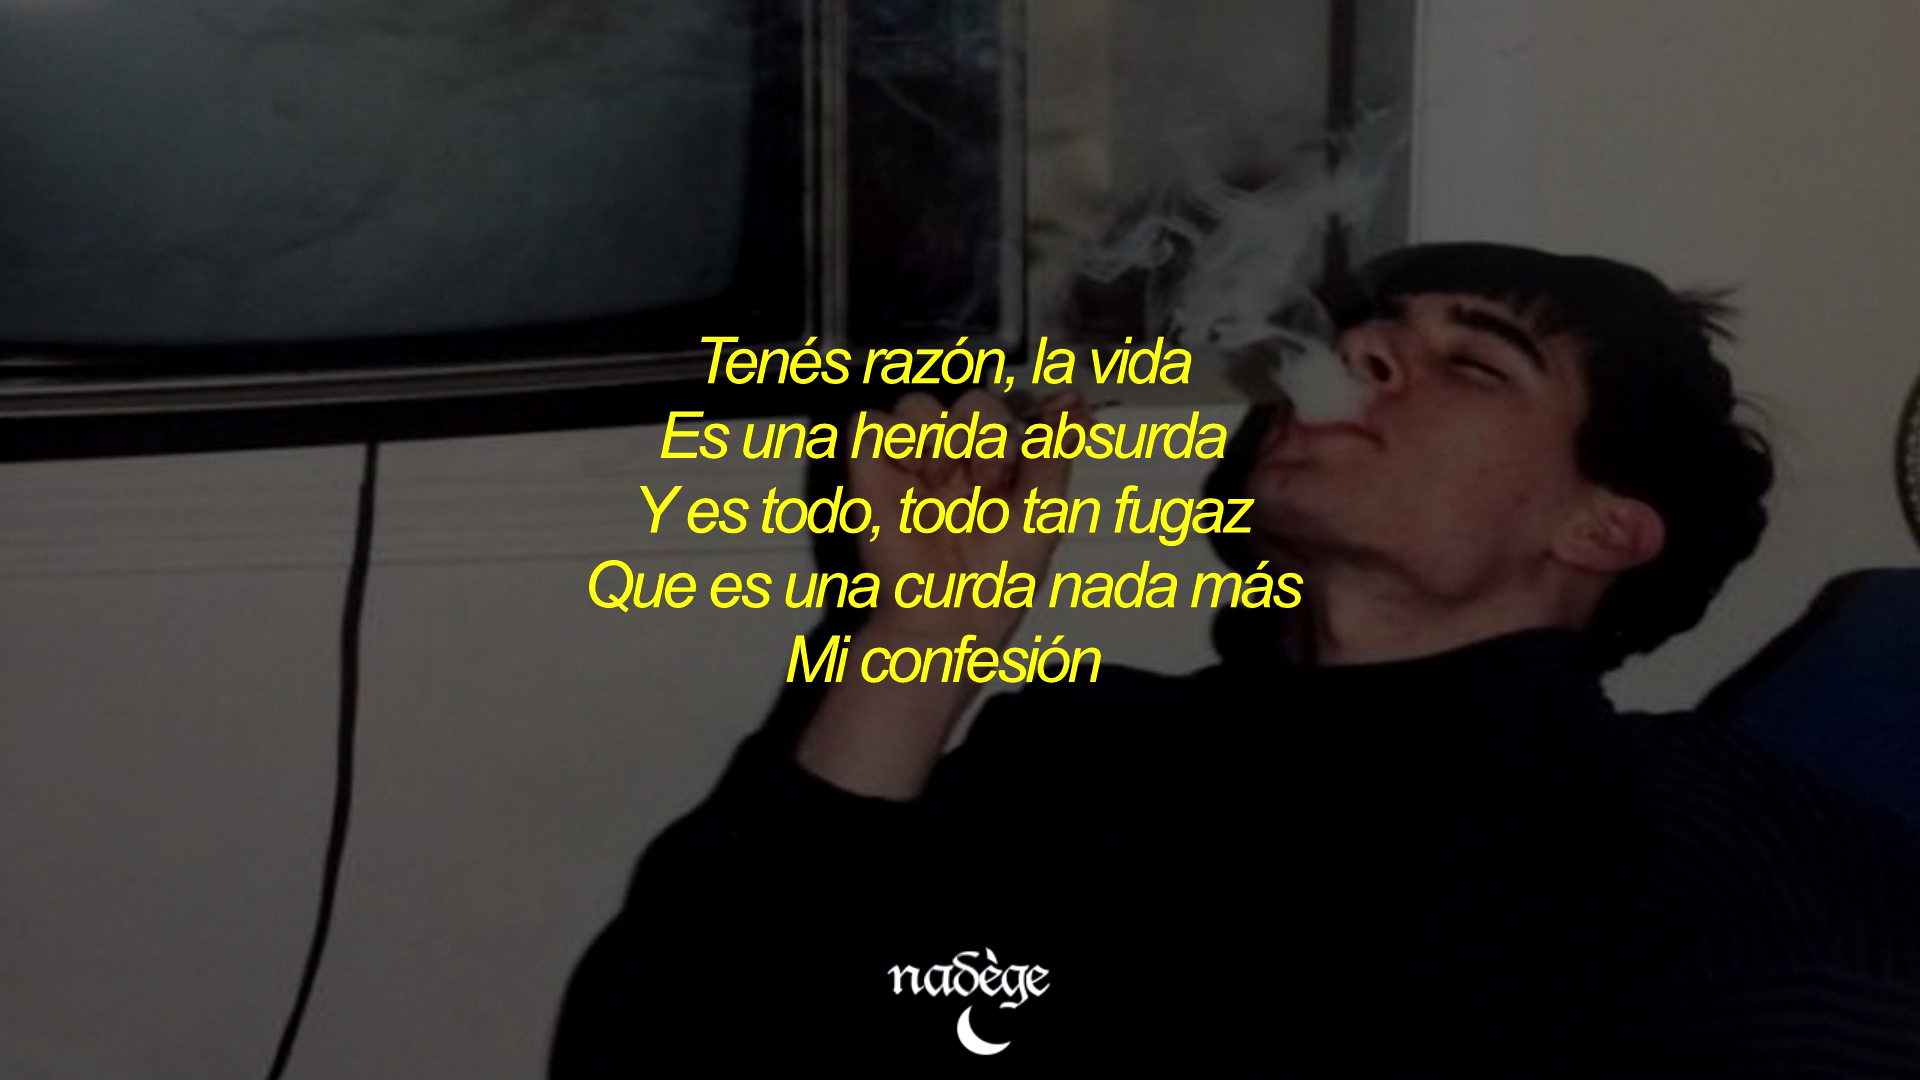 Tenés razón, la vida
Es una herida absurda
Y es todo, todo tan fugaz
Que es una curda nada más
Mi confesión
nadège